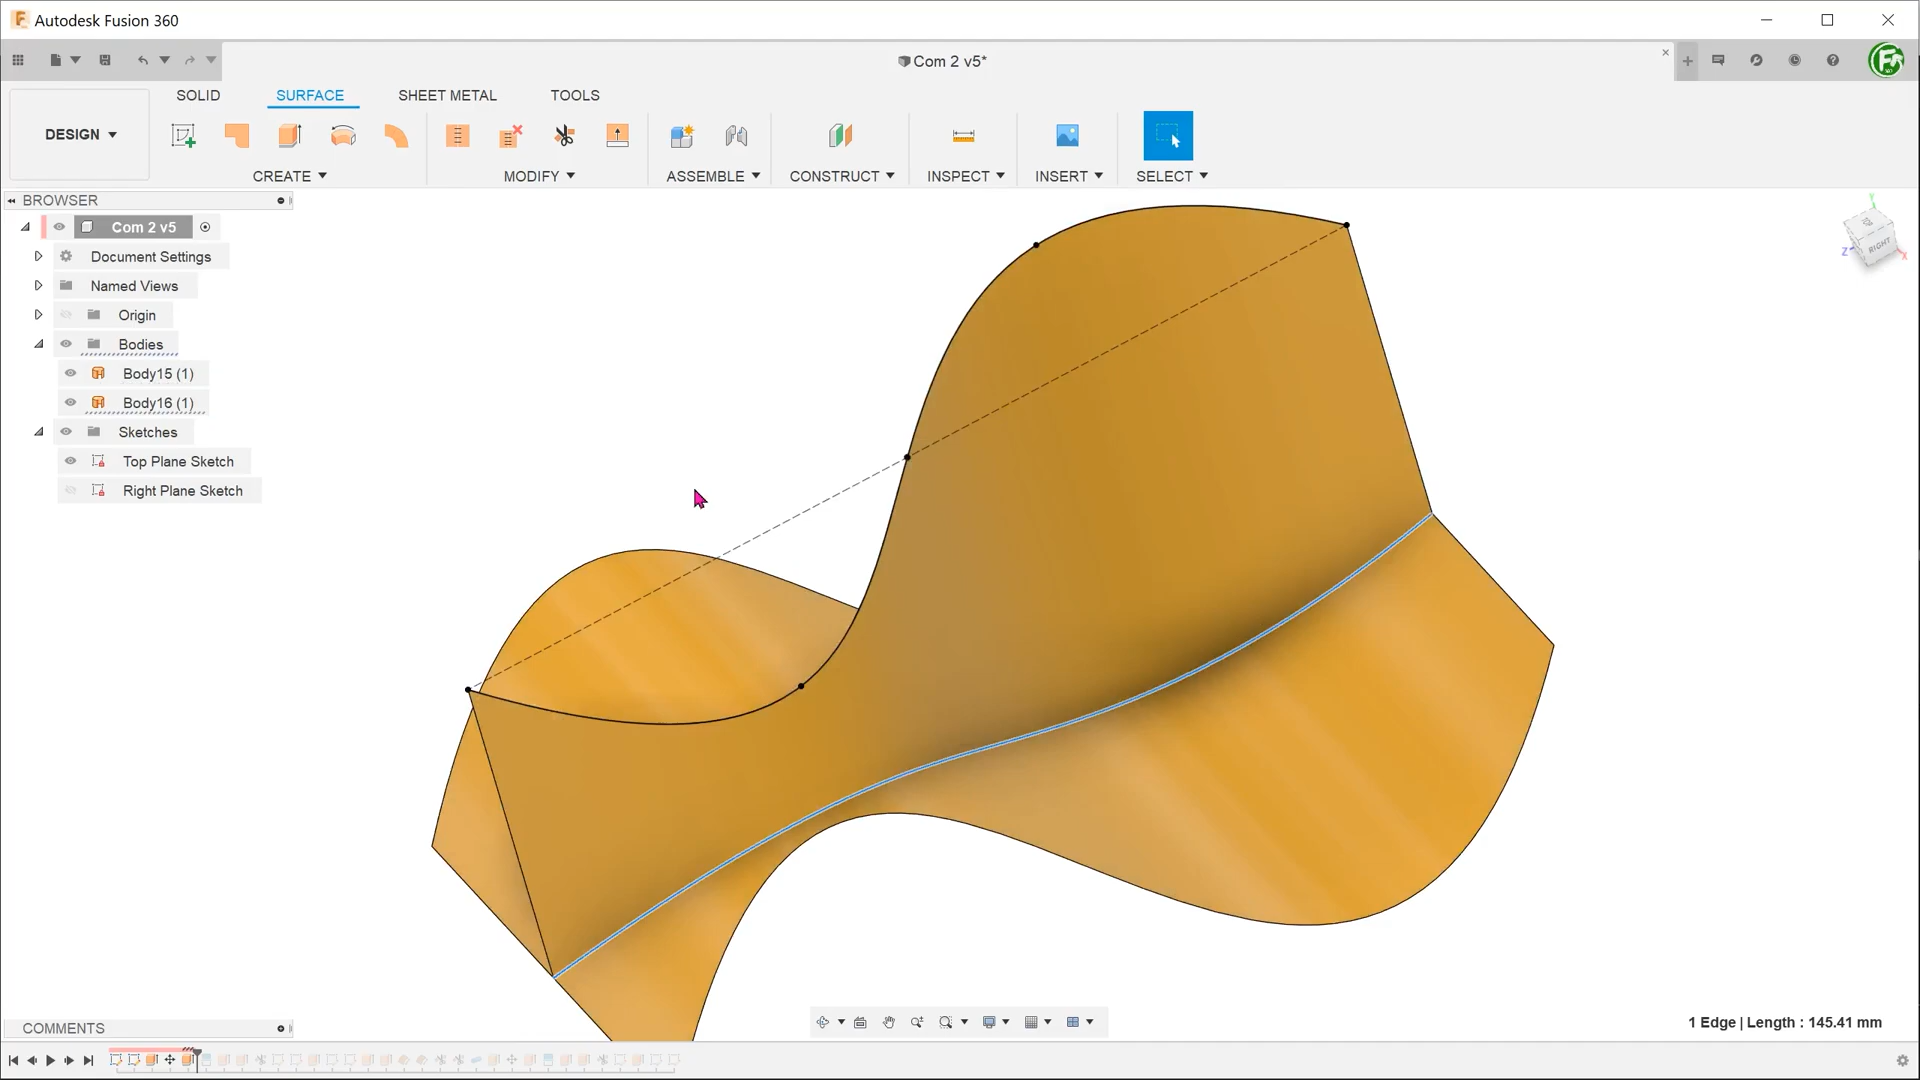 Autodesk Fusion 360
Com 2 v5*
SOLID SURFACE SHEET METAL TOOLS
DESIGN
CREATE MODIFY ASSEMBLE CONSTRUCT INSPECT INSERT SELECT
BROWSER
Com 2 v5
Document Settings
Named Views
Origin
Bodies
Body15 (1)
Body16 (1)
Sketches
Top Plane Sketch
Right Plane Sketch
Y
Z
RIGHT
X
COMMENTS
1 Edge | Length : 145.41 mm